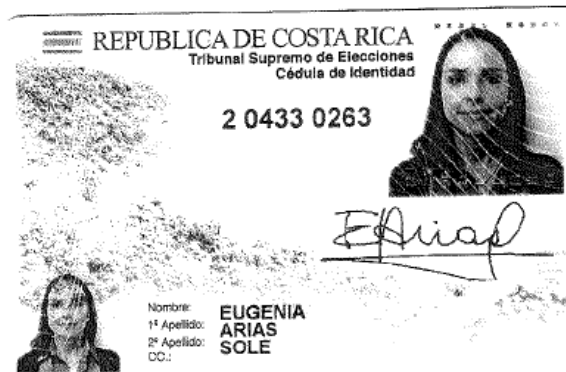 REPUBLICA DE COSTA RICA
Tribunal Supremo de Elecciones
Cédula de Identidad
2 0433 0263
EArias
Nombre: EUGENIA
1º Apellido: ARIAS
2º Apellido: SOLE
CC.: